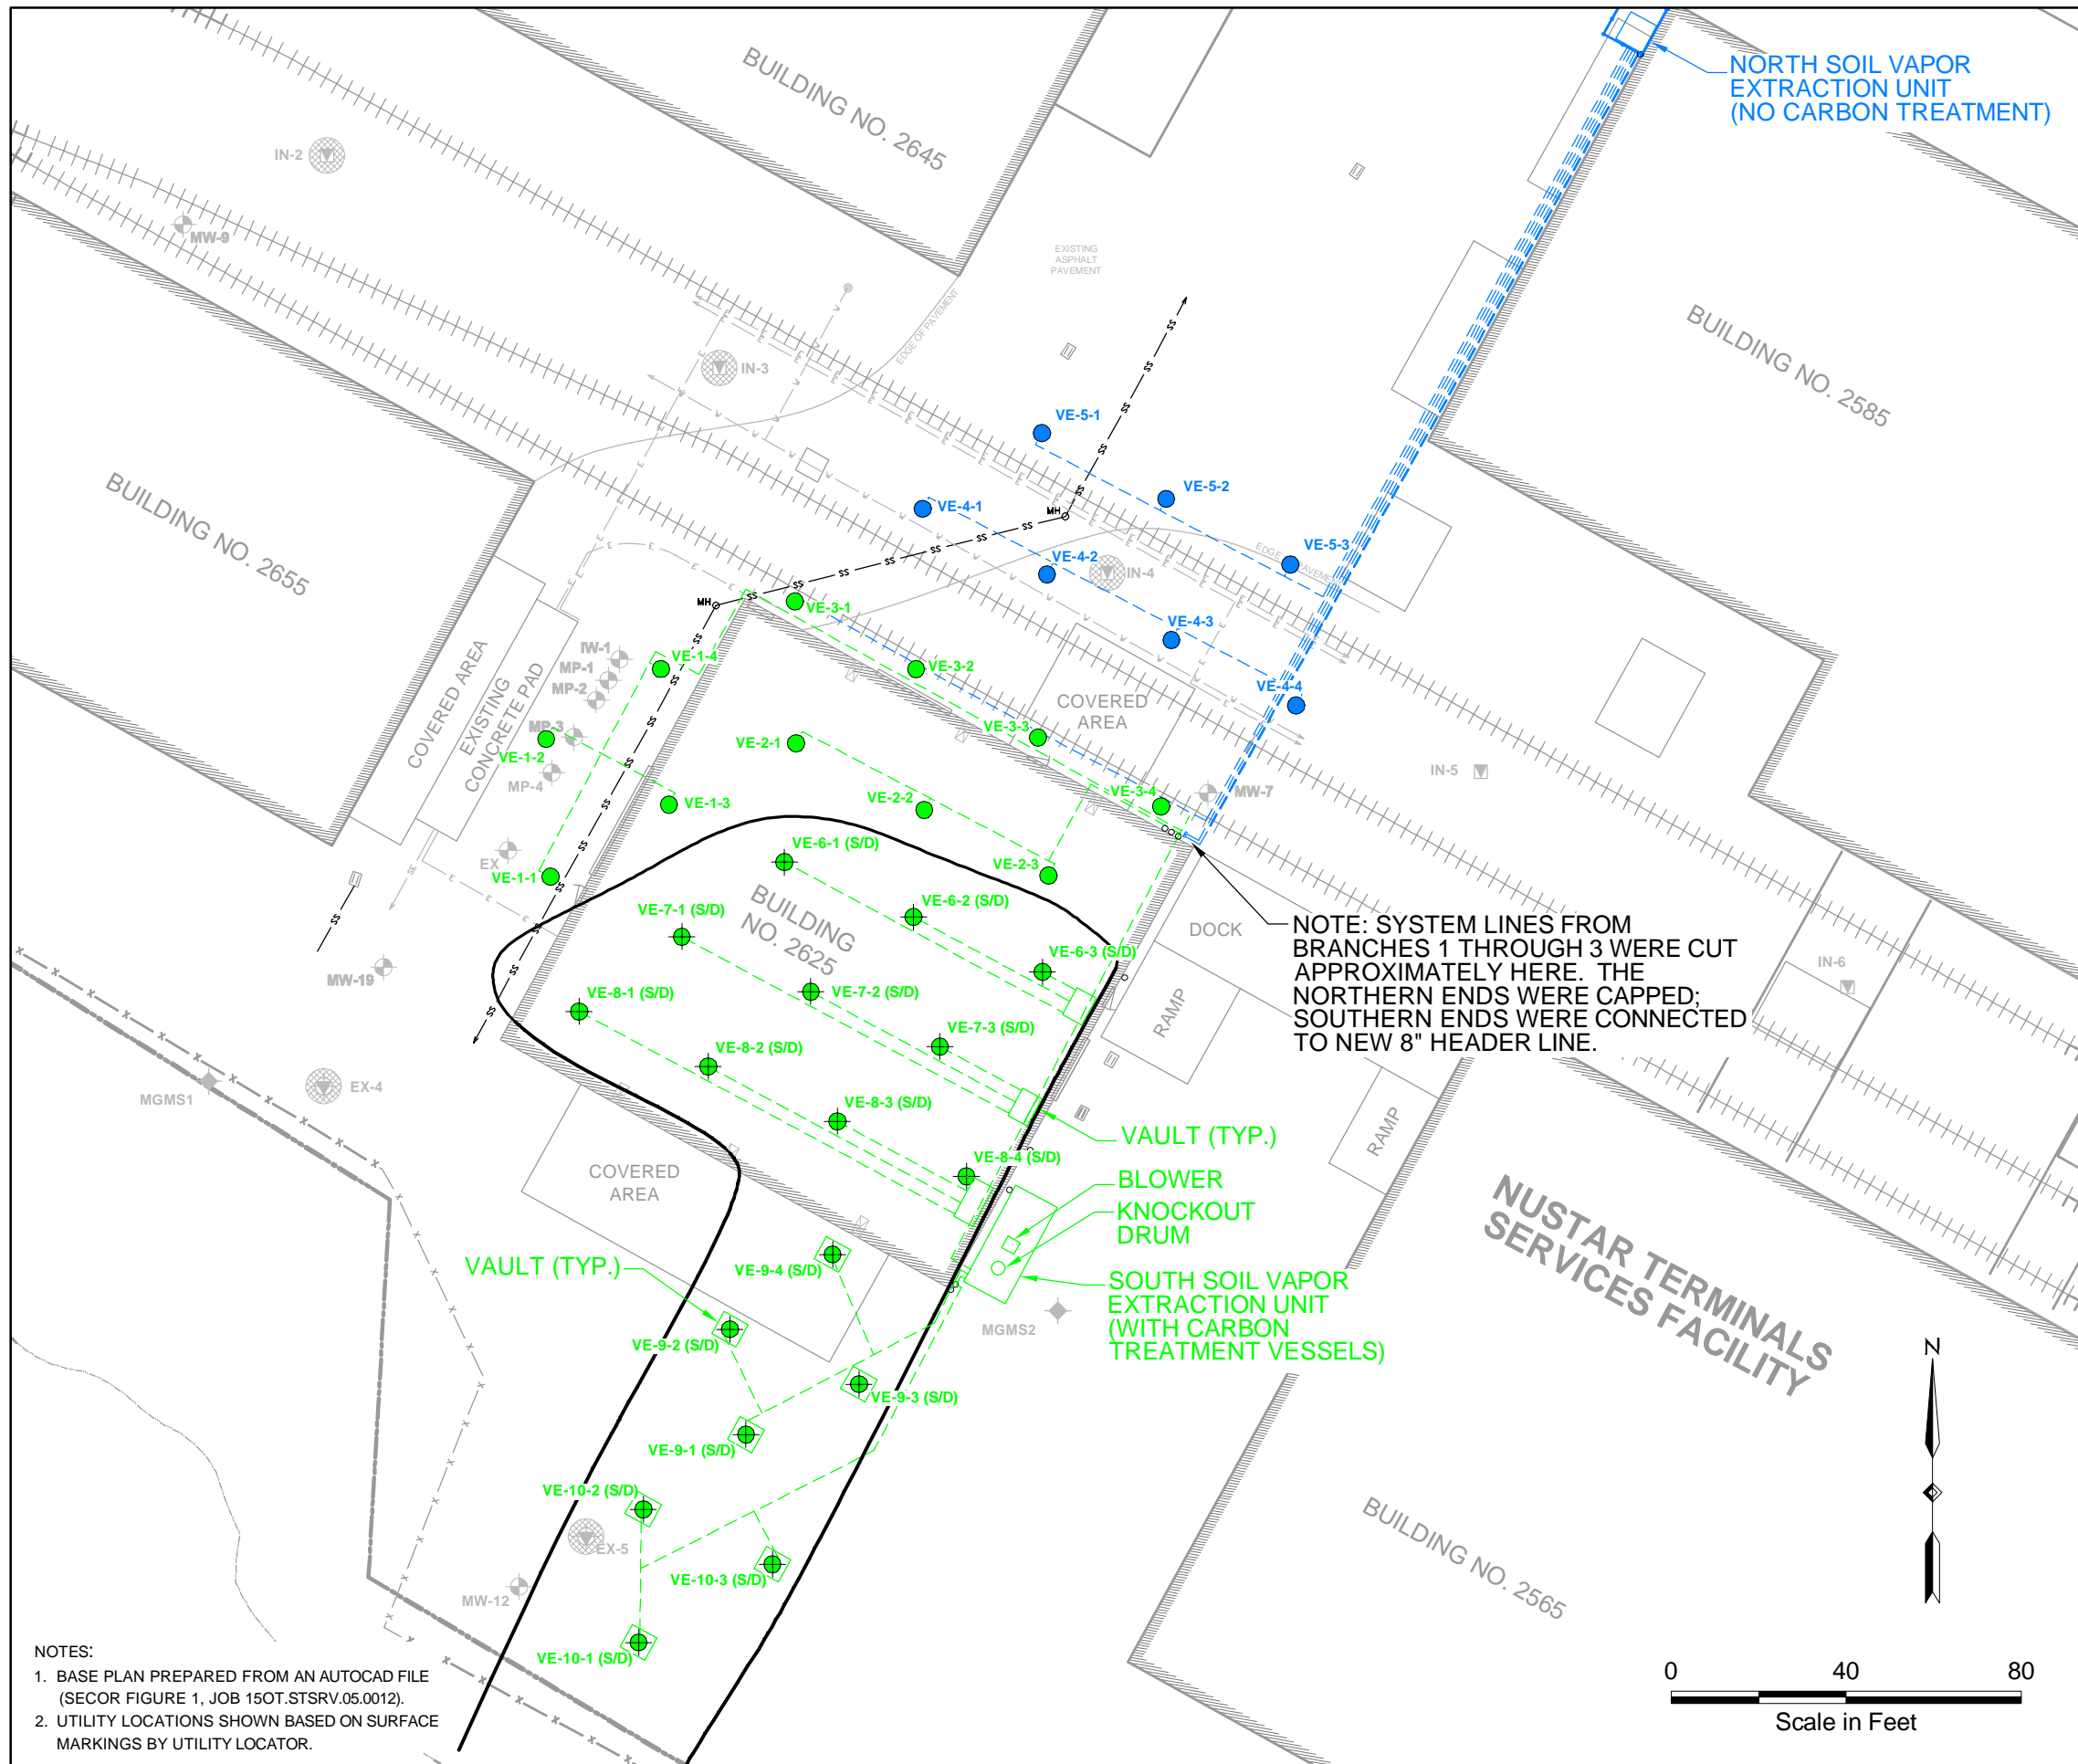 NORTH SOIL VAPOR
EXTRACTION UNIT
(NO CARBON TREATMENT)
BUILDING NO. 2645
IN-2
MW-9
EXISTING
ASPHALT
PAVEMENT
EDGE OF PAVEMENT
BUILDING NO. 2585
IN-3
VE-5-1
VE-5-2
VE-5-3
VE-4-1
MH
VE-4-2
IN-4
EDGE
PAVEMENT
VE-4-3
VE-4-4
BUILDING NO. 2655
MH
VE-3-1
VE-3-2
VE-3-3
VE-3-4
COVERED
AREA
IW-1
MP-1
MP-2
MP-3
MP-4
VE-1-4
VE-1-2
VE-1-3
VE-1-1
EX
COVERED AREA
EXISTING
CONCRETE PAD
VE-2-1
VE-2-2
VE-2-3
MW-7
IN-5
IN-6
VE-6-1 (S/D)
VE-6-2 (S/D)
VE-6-3 (S/D)
VE-7-1 (S/D)
VE-7-2 (S/D)
VE-7-3 (S/D)
BUILDING
NO. 2625
DOCK
RAMP
RAMP
NOTE: SYSTEM LINES FROM
BRANCHES 1 THROUGH 3 WERE CUT
APPROXIMATELY HERE. THE
NORTHERN ENDS WERE CAPPED;
SOUTHERN ENDS WERE CONNECTED
TO NEW 8" HEADER LINE.
MW-19
MGMS1
EX-4
VE-8-1 (S/D)
VE-8-2 (S/D)
VE-8-3 (S/D)
VE-8-4 (S/D)
VAULT (TYP.)
BLOWER
KNOCKOUT
DRUM
SOUTH SOIL VAPOR
EXTRACTION UNIT
(WITH CARBON
TREATMENT VESSELS)
COVERED
AREA
VAULT (TYP.)
VE-9-4 (S/D)
VE-9-2 (S/D)
VE-9-3 (S/D)
VE-9-1 (S/D)
MGMS2
NUSTAR TERMINALS
SERVICES FACILITY
N
VE-10-2 (S/D)
EX-5
VE-10-3 (S/D)
MW-12
VE-10-1 (S/D)
BUILDING NO. 2565
NOTES:
1. BASE PLAN PREPARED FROM AN AUTOCAD FILE
(SECOR FIGURE 1, JOB 15OT.STSRV.05.0012).
2. UTILITY LOCATIONS SHOWN BASED ON SURFACE
MARKINGS BY UTILITY LOCATOR.
0 40 80
Scale in Feet